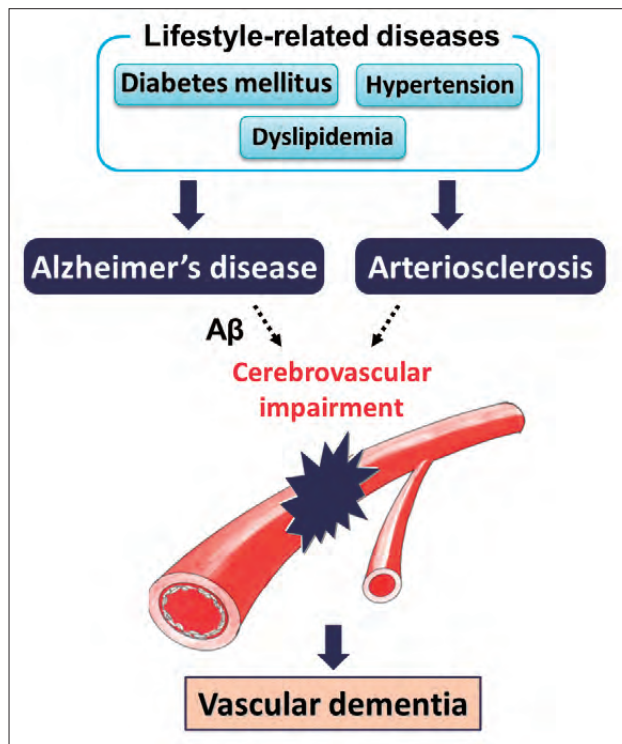 Lifestyle-related diseases
Diabetes mellitus
Hypertension
Dyslipidemia
Alzheimer's disease
Arteriosclerosis
Aβ
Cerebrovascular
impairment
Vascular dementia